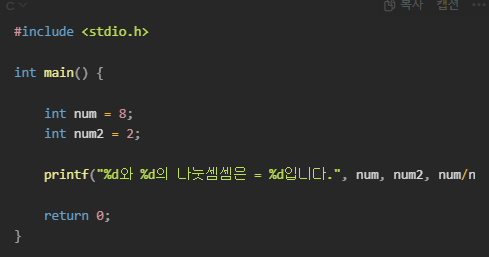 C
복사 캡션 ...
#include <stdio.h>
int main() {
int num = 8;
int num2 = 2;
printf("%d와 %d의 나눗셈셈은 = %d입니다.", num, num2, num/n
return 0;
}